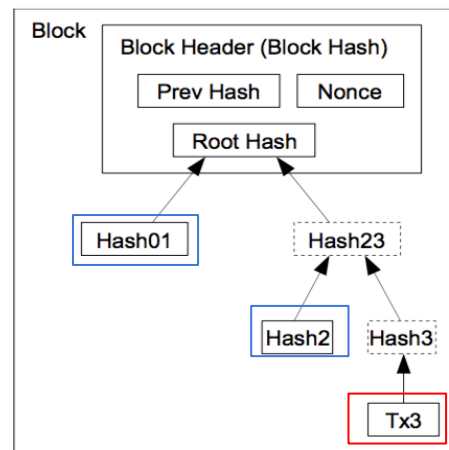 Block
Block Header (Block Hash)
Prev Hash
Nonce
Root Hash
Hash01
Hash23
Hash2
Hash3
Tx3